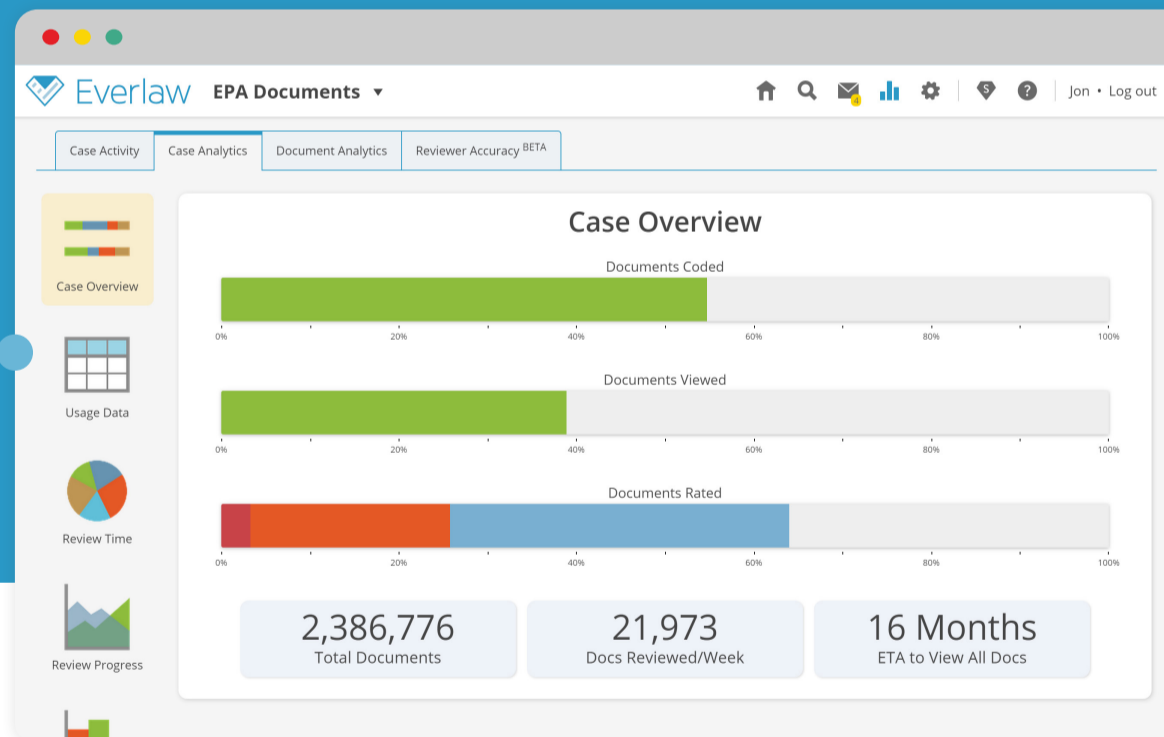 Everlaw EPA Documents 4 S ? Jon • Log out
Case Activity Case Analytics Document Analytics Reviewer Accuracy BETA
Case Overview
Usage Data
Review Time
Review Progress
Case Overview
Documents Coded
0% 20% 40% 60% 80% 100%
Documents Viewed
0% 20% 40% 60% 80% 100%
Documents Rated
0% 20% 40% 60% 80% 100%
2,386,776 21,973 16 Months
Total Documents Docs Reviewed/Week ETA to View All Docs